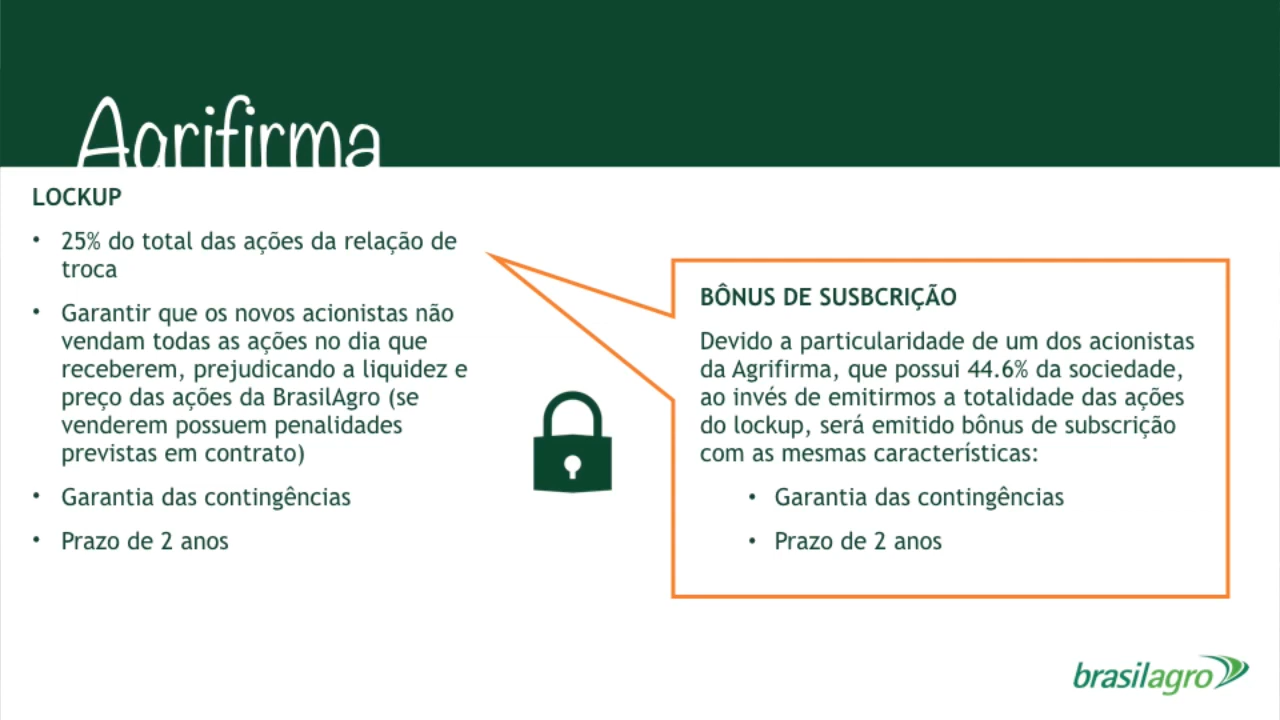 Agrifirma
LOCKUP
• 25% do total das ações da relação de
troca
• Garantir que os novos acionistas não
vendam todas as ações no dia que
receberem, prejudicando a liquidez e
preço das ações da BrasilAgro (se
venderem possuem penalidades
previstas em contrato)
• Garantia das contingências
• Prazo de 2 anos
BÔNUS DE SUSBCRIÇÃO
Devido a particularidade de um dos acionistas
da Agrifirma, que possui 44.6% da sociedade,
ao invés de emitirmos a totalidade das ações
do lockup, será emitido bônus de subscrição
com as mesmas características:
• Garantia das contingências
• Prazo de 2 anos
brasilagro